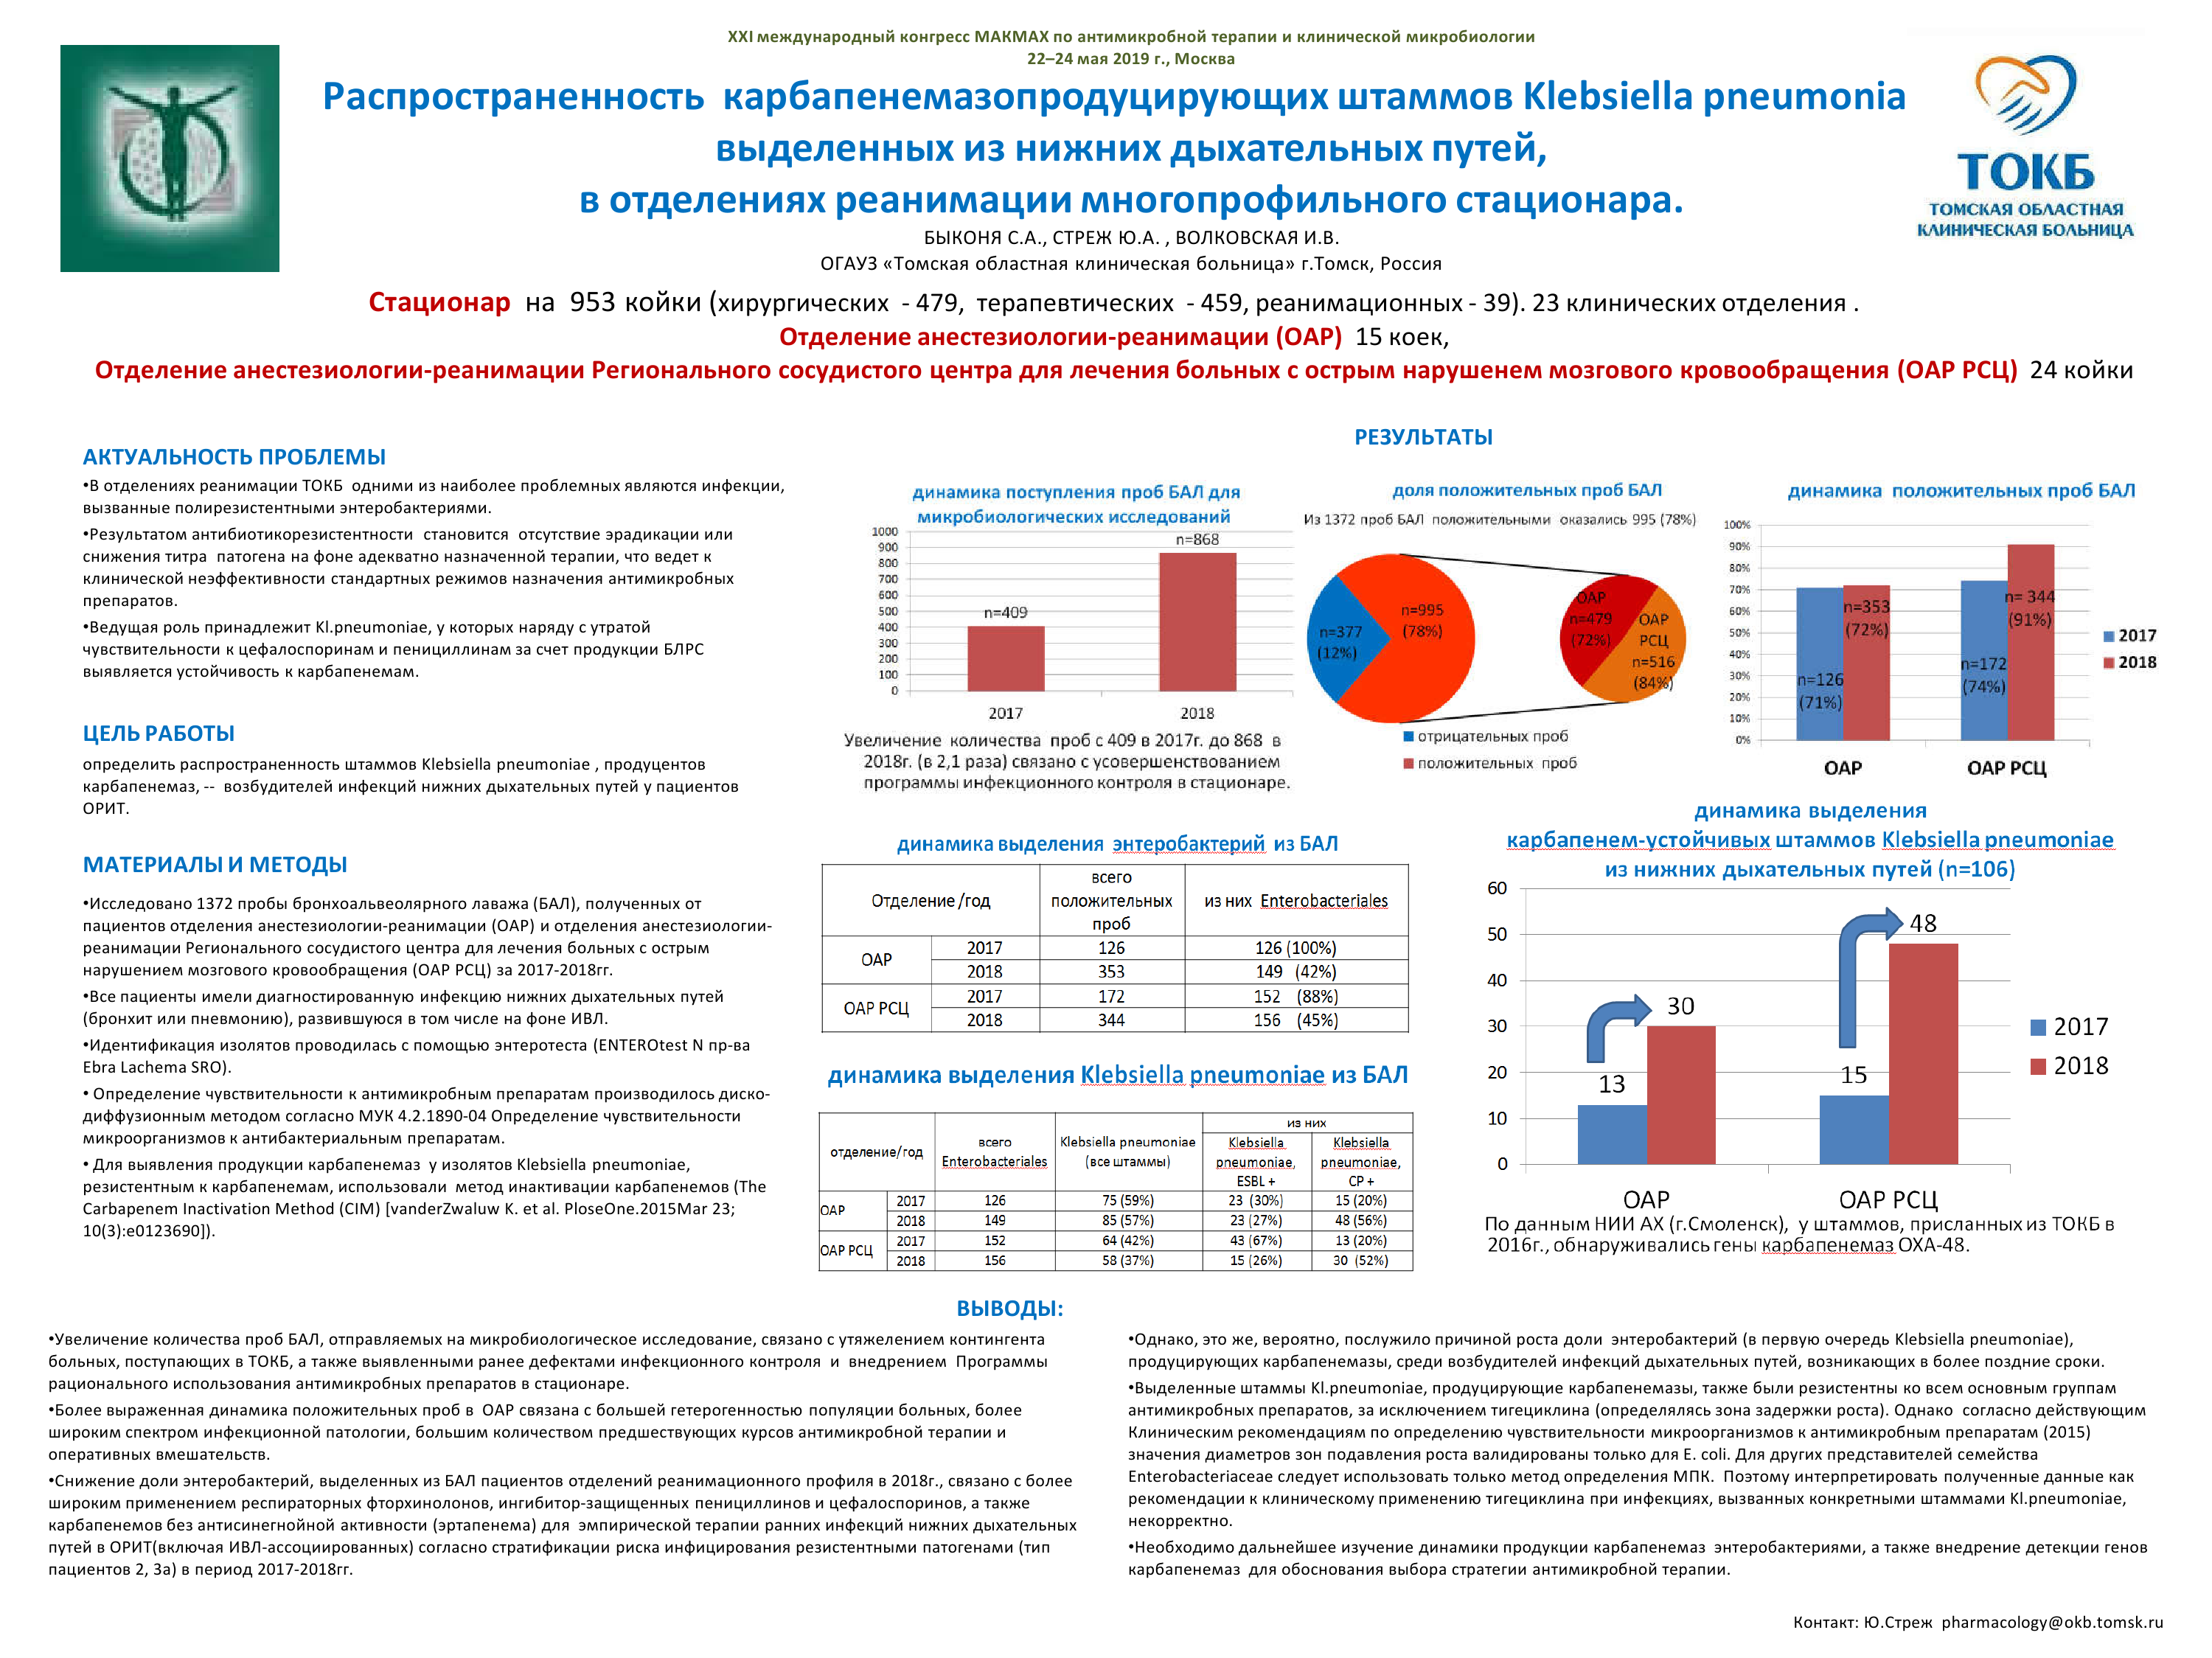 XXI международный конгресс МАКМАХ по антимикробной терапии и клинической микробиологии
22–24 мая 2019 г., Москва
Распространенность карбапенемазопродуцирующих штаммов Klebsiella pneumonia
выделенных из нижних дыхательных путей,
в отделениях реанимации многопрофильного стационара.
БЫКОНЯ С.А., СТРЕЖ Ю.А. , ВОЛКОВСКАЯ И.В.
ОГАУЗ «Томская областная клиническая больница» г.Томск, Россия
ТОКБ
ТОМСКАЯ ОБЛАСТНАЯ
КЛИНИЧЕСКАЯ БОЛЬНИЦА
Стационар на 953 койки (хирургических - 479, терапевтических - 459, реанимационных - 39). 23 клинических отделения .
Отделение анестезиологии-реанимации (ОАР) 15 коек,
Отделение анестезиологии-реанимации Регионального сосудистого центра для лечения больных с острым нарушенем мозгового кровообращения (ОАР РСЦ) 24 койки
АКТУАЛЬНОСТЬ ПРОБЛЕМЫ
•В отделениях реанимации ТОКБ одними из наиболее проблемных являются инфекции,
вызванные полирезистентными энтеробактериями.
•Результатом антибиотикорезистентности становится отсутствие эрадикации или
снижения титра патогена на фоне адекватно назначенной терапии, что ведет к
клинической неэффективности стандартных режимов назначения антимикробных
препаратов.
•Ведущая роль принадлежит Kl.pneumoniae, у которых наряду с утратой
чувствительности к цефалоспоринам и пенициллинам за счет продукции БЛРС
выявляется устойчивость к карбапенемам.
ЦЕЛЬ РАБОТЫ
определить распространенность штаммов Klebsiella pneumoniae , продуцентов
карбапенемаз, -- возбудителей инфекций нижних дыхательных путей у пациентов
ОРИТ.
МАТЕРИАЛЫ И МЕТОДЫ
•Исследовано 1372 пробы бронхоальвеолярного лаважа (БАЛ), полученных от
пациентов отделения анестезиологии-реанимации (ОАР) и отделения анестезиологии-
реанимации Регионального сосудистого центра для лечения больных с острым
нарушением мозгового кровообращения (ОАР РСЦ) за 2017-2018гг.
•Все пациенты имели диагностированную инфекцию нижних дыхательных путей
(бронхит или пневмонию), развившуюся в том числе на фоне ИВЛ.
•Идентификация изолятов проводилась с помощью энтеротеста (ENTEROtest N пр-ва
Ebra Lachema SRO).
• Определение чувствительности к антимикробным препаратам производилось диско-
диффузионным методом согласно МУК 4.2.1890-04 Определение чувствительности
микроорганизмов к антибактериальным препаратам.
• Для выявления продукции карбапенемаз у изолятов Klebsiella pneumoniae,
резистентным к карбапенемам, использовали метод инактивации карбапенемов (The
Carbapenem Inactivation Method (CIM) [vanderZwaluw K. et al. PloseOne.2015Mar 23;
10(3):e0123690]).
РЕЗУЛЬТАТЫ
динамика поступления проб БАЛ для
микробиологических исследований
1000
900
800
700
600
500
400
300
200
100
0
n=409
n=868
2017
2018
Увеличение количества проб с 409 в 2017г. до 868 в
2018г. (в 2,1 раза) связано с усовершенствованием
программы инфекционного контроля в стационаре.
доля положительных проб БАЛ
Из 1372 проб БАЛ положительными оказались 995 (78%)
n=377
(12%)
n=995
(78%)
ОАР
n=479
(72%)
ОАР
РСЦ
n=516
(84%)
отрицательных проб
положительных проб
динамика положительных проб БАЛ
100%
90%
80%
70%
60%
50%
40%
30%
20%
10%
0%
n=126
(71%)
n=353
(72%)
n=172
(74%)
n= 344
(91%)
ОАР
ОАР РСЦ
2017
2018
динамика выделения энтеробактерий из БАЛ
Отделение/год
всего
положительных
проб
из них Enterobacteriales
ОАР 2017 126 126 (100%)
2018 353 149 (42%)
ОАР РСЦ 2017 172 152 (88%)
2018 344 156 (45%)
динамика выделения Klebsiella pneumoniae из БАЛ
отделение/год
всего
Enterobacteriales
Klebsiella pneumoniae
(все штаммы)
из них
Klebsiella
pneumoniae,
ESBL +
Klebsiella
pneumoniae,
CP +
ОАР 2017 126 75 (59%) 23 (30%) 15 (20%)
2018 149 85 (57%) 23 (27%) 48 (56%)
ОАР РСЦ 2017 152 64 (42%) 43 (67%) 13 (20%)
2018 156 58 (37%) 15 (26%) 30 (52%)
динамика выделения
карбапенем-устойчивых штаммов Klebsiella pneumoniae
из нижних дыхательных путей (n=106)
60
50
40
30
20
10
0
13
30
15
48
ОАР
ОАР РСЦ
2017
2018
По данным НИИ АХ (г.Смоленск), у штаммов, присланных из ТОКБ в
2016г., обнаруживались гены карбапенемаз ОХА-48.
ВЫВОДЫ:
•Увеличение количества проб БАЛ, отправляемых на микробиологическое исследование, связано с утяжелением контингента
больных, поступающих в ТОКБ, а также выявленными ранее дефектами инфекционного контроля и внедрением Программы
рационального использования антимикробных препаратов в стационаре.
•Более выраженная динамика положительных проб в ОАР связана с большей гетерогенностью популяции больных, более
широким спектром инфекционной патологии, большим количеством предшествующих курсов антимикробной терапии и
оперативных вмешательств.
•Снижение доли энтеробактерий, выделенных из БАЛ пациентов отделений реанимационного профиля в 2018г., связано с более
широким применением респираторных фторхинолонов, ингибитор-защищенных пенициллинов и цефалоспоринов, а также
карбапенемов без антисинегнойной активности (эртапенема) для эмпирической терапии ранних инфекций нижних дыхательных
путей в ОРИТ(включая ИВЛ-ассоциированных) согласно стратификации риска инфицирования резистентными патогенами (тип
пациентов 2, 3а) в период 2017-2018гг.
•Однако, это же, вероятно, послужило причиной роста доли энтеробактерий (в первую очередь Klebsiella pneumoniae),
продуцирующих карбапенемазы, среди возбудителей инфекций дыхательных путей, возникающих в более поздние сроки.
•Выделенные штаммы Kl.pneumoniae, продуцирующие карбапенемазы, также были резистентны ко всем основным группам
антимикробных препаратов, за исключением тигециклина (определялась зона задержки роста). Однако согласно действующим
Клиническим рекомендациям по определению чувствительности микроорганизмов к антимикробным препаратам (2015)
значения диаметров зон подавления роста валидированы только для E. coli. Для других представителей семейства
Enterobacteriaceae следует использовать только метод определения МПК. Поэтому интерпретировать полученные данные как
рекомендации к клиническому применению тигециклина при инфекциях, вызванных конкретными штаммами Kl.pneumoniae,
некорректно.
•Необходимо дальнейшее изучение динамики продукции карбапенемаз энтеробактериями, а также внедрение детекции генов
карбапенемаз для обоснования выбора стратегии антимикробной терапии.
Контакт: Ю.Стреж pharmacology@okb.tomsk.ru